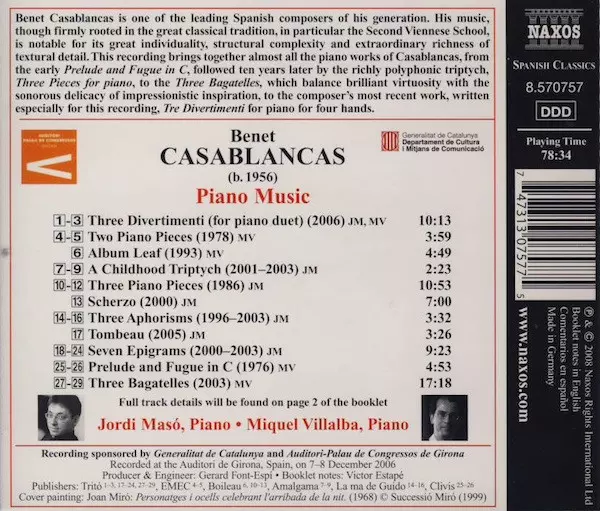 Benet Casablancas is one of the leading Spanish composers of his generation. His music,
though firmly rooted in the great classical tradition, in particular the Second Viennese School,
is notable for its great individuality, structural complexity and extraordinary richness of
textural detail. This recording brings together almost all the piano works of Casablancas, from
the early Prelude and Fugue in C, followed ten years later by the richly polyphonic triptych,
Three Pieces for piano, to the Three Bagatelles, which balance brilliant virtuosity with the
sonorous delicacy of impressionistic inspiration, to the composer's most recent work, written
especially for this recording, Tre Divertimenti for piano for four hands.
AUDITORI
PALAU DE CONGRESSOS
Benet
CASABLANCAS
(b. 1956)
Piano Music
Generalitat de Catalunya
Departament de Cultura
i Mitjans de Comunicació
1-3 Three Divertimenti (for piano duet) (2006) JM, MV 10:13
4-5 Two Piano Pieces (1978) MV 3:59
6 Album Leaf (1993) MV 4:49
7-9 A Childhood Triptych (2001–2003) JM 2:23
10-12 Three Piano Pieces (1986) JM 10:53
13 Scherzo (2000) JM 7:00
14-16 Three Aphorisms (1996–2003) JM 3:32
17 Tombeau (2005) JM 3:26
18-24 Seven Epigrams (2000–2003) JM 9:23
25-26 Prelude and Fugue in C (1976) MV 4:53
27-29 Three Bagatelles (2003) MV 17:18
Full track details will be found on page 2 of the booklet
Jordi Masó, Piano • Miquel Villalba, Piano
Recording sponsored by Generalitat de Catalunya and Auditori-Palau de Congressos de Girona
Recorded at the Auditori de Girona, Spain, on 7–8 December 2006
Producer & Engineer: Gerard Font-Espí • Booklet notes: Víctor Estapé
Publishers: Tritó 1-3, 17-24, 27-29, EMEC 4-5, Boileau 6, 10-13, Amalgama 7-9, La ma de Guido 14-16, Clivis 25-26
Cover painting: Joan Miró: Personatges i ocells celebrant l'arribada de la nit. (1968) © Successió Miró (1999)
NAXOS
SPANISH CLASSICS
8.570757
DDD
Playing Time
78:34
7 47313 07577 5
www.naxos.com
℗ & © 2008 Naxos Rights International Ltd
Booklet notes in English
Comentarios en español
Made in Germany